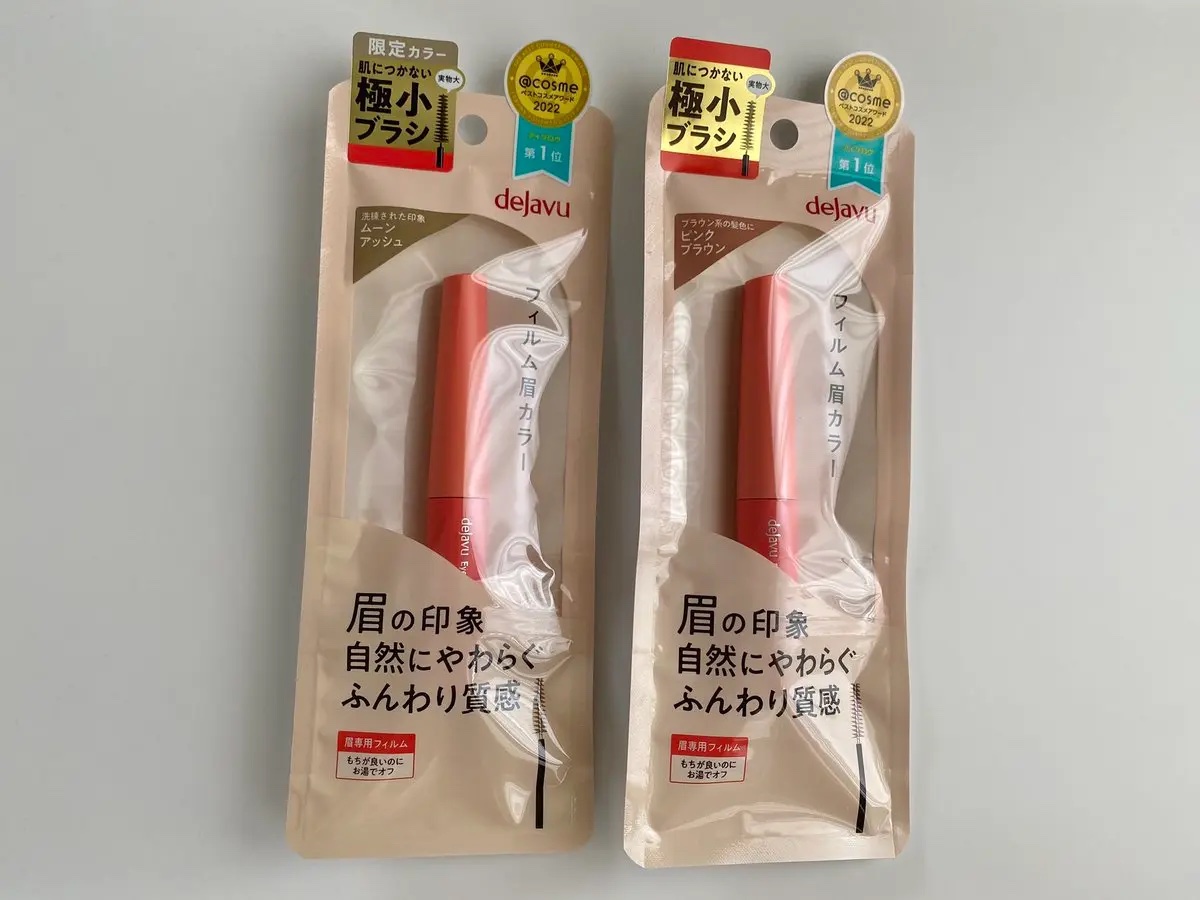 限定カラー
肌につかない
実物大
極小
ブラシ
@cosme
ベストコスメアワード
2022
第1位
dejavu
洗練された印象
ムーン
アッシュ
フィルム眉カラー
dejavu Eye
眉の印象
自然にやわらぐ
ふんわり質感
眉専用フィルム
もちが良いのに
お湯でオフ
肌につかない
実物大
極小
ブラシ
@cosme
ベストコスメアワード
2022
第1位
dejavu
ブラウン系の髪色に
ピンク
ブラウン
フィルム眉カラー
dejavu
眉の印象
自然にやわらぐ
ふんわり質感
眉専用フィルム
もちが良いのに
お湯でオフ